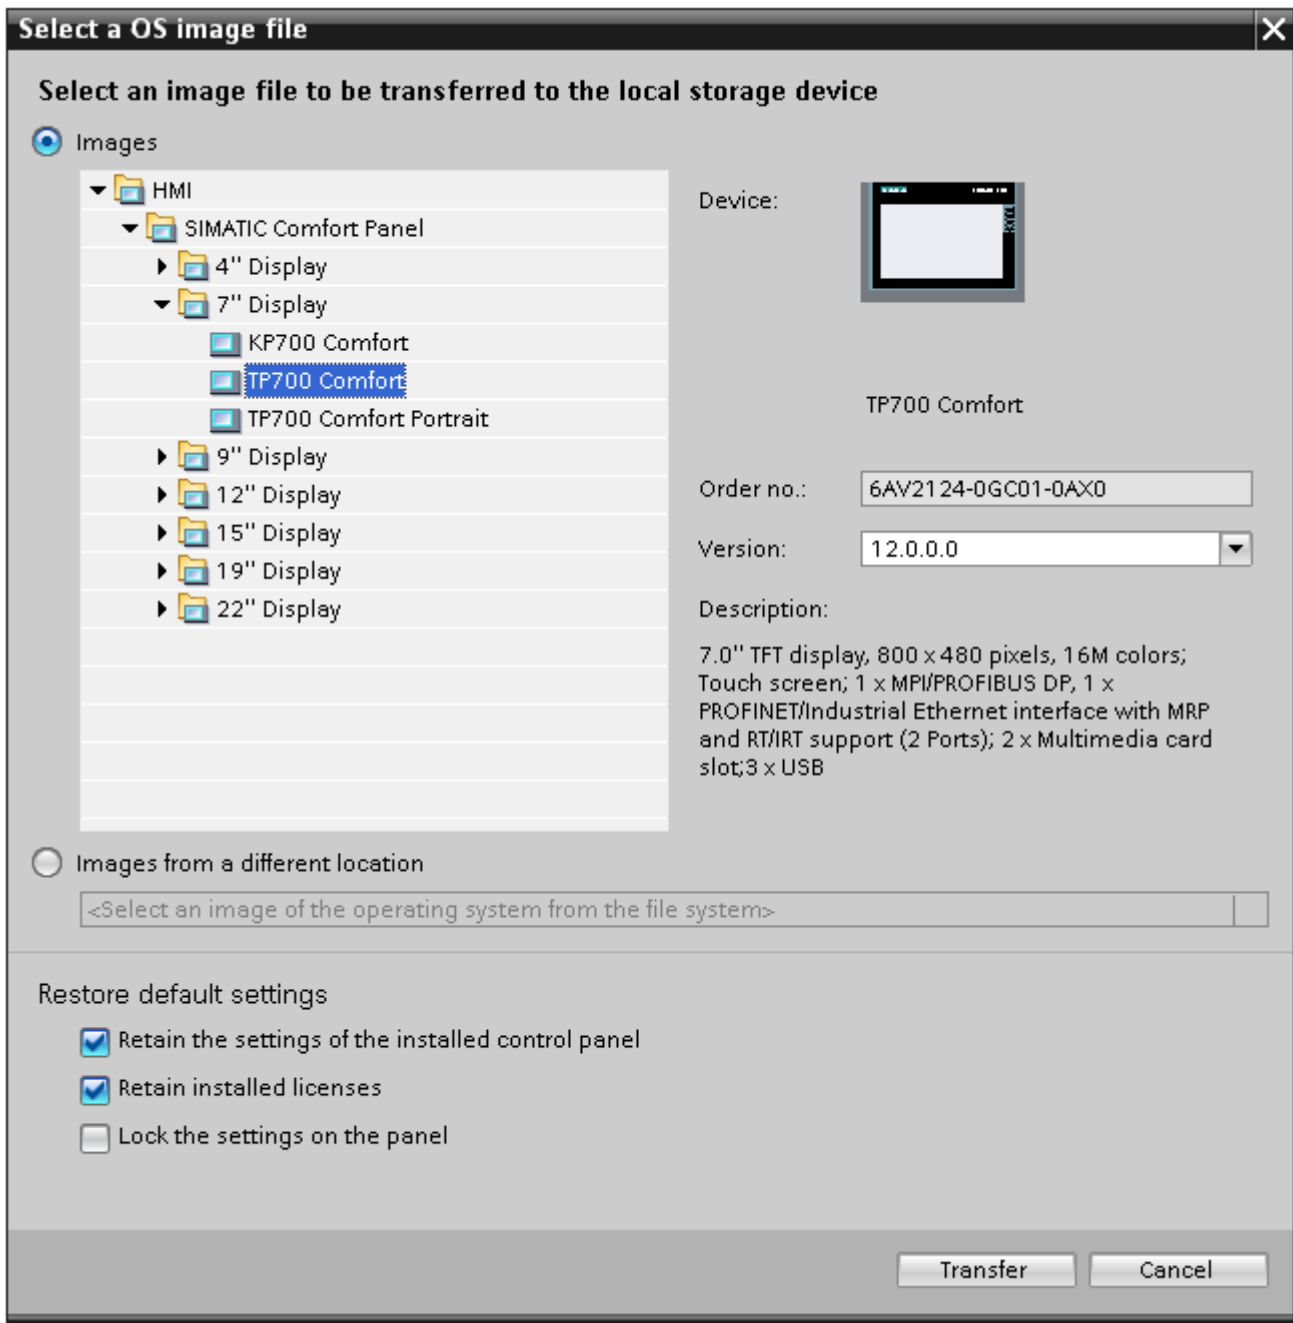 Select a OS image file
Select an image file to be transferred to the local storage device
Images
HMI
SIMATIC Comfort Panel
4" Display
7" Display
KP700 Comfort
TP700 Comfort
TP700 Comfort Portrait
9" Display
12" Display
15" Display
19" Display
22" Display
Device:
TP700 Comfort
Order no.: 6AV2124-0GC01-0AX0
Version: 12.0.0.0
Description:
7.0" TFT display, 800 x 480 pixels, 16M colors;
Touch screen; 1 x MPI/PROFIBUS DP, 1 x
PROFINET/Industrial Ethernet interface with MRP
and RT/IRT support (2 Ports); 2 x Multimedia card
slot;3 x USB
Images from a different location
<Select an image of the operating system from the file system>
Restore default settings
Retain the settings of the installed control panel
Retain installed licenses
Lock the settings on the panel
Transfer Cancel